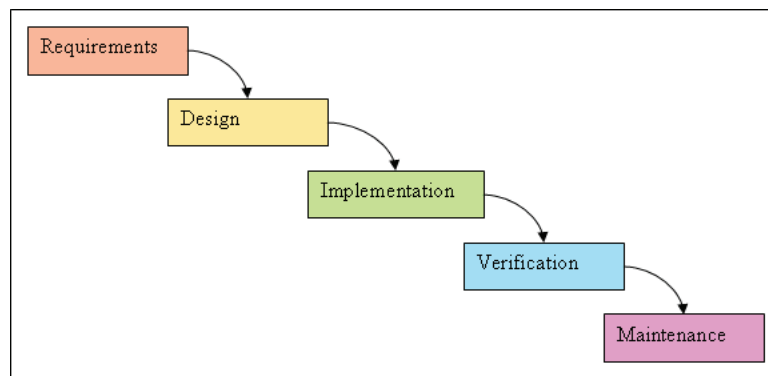 Requirements
Design
Implementation
Verification
Maintenance